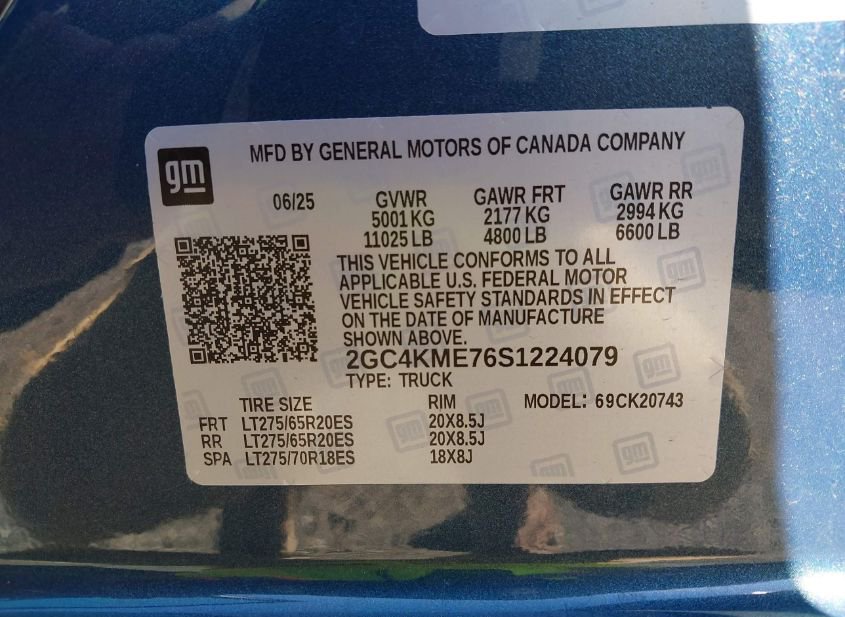 gm
MFD BY GENERAL MOTORS OF CANADA COMPANY
06/25 GVWR GAWR FRT GAWR RR
5001 KG 2177 KG 2994 KG
11025 LB 4800 LB 6600 LB
THIS VEHICLE CONFORMS TO ALL
APPLICABLE U.S. FEDERAL MOTOR
VEHICLE SAFETY STANDARDS IN EFFECT
ON THE DATE OF MANUFACTURE
SHOWN ABOVE.
2GC4KME76S1224079
TYPE: TRUCK
TIRE SIZE RIM MODEL: 69CK20743
FRT LT275/65R20ES 20X8.5J
RR LT275/65R20ES 20X8.5J
SPA LT275/70R18ES 18X8J